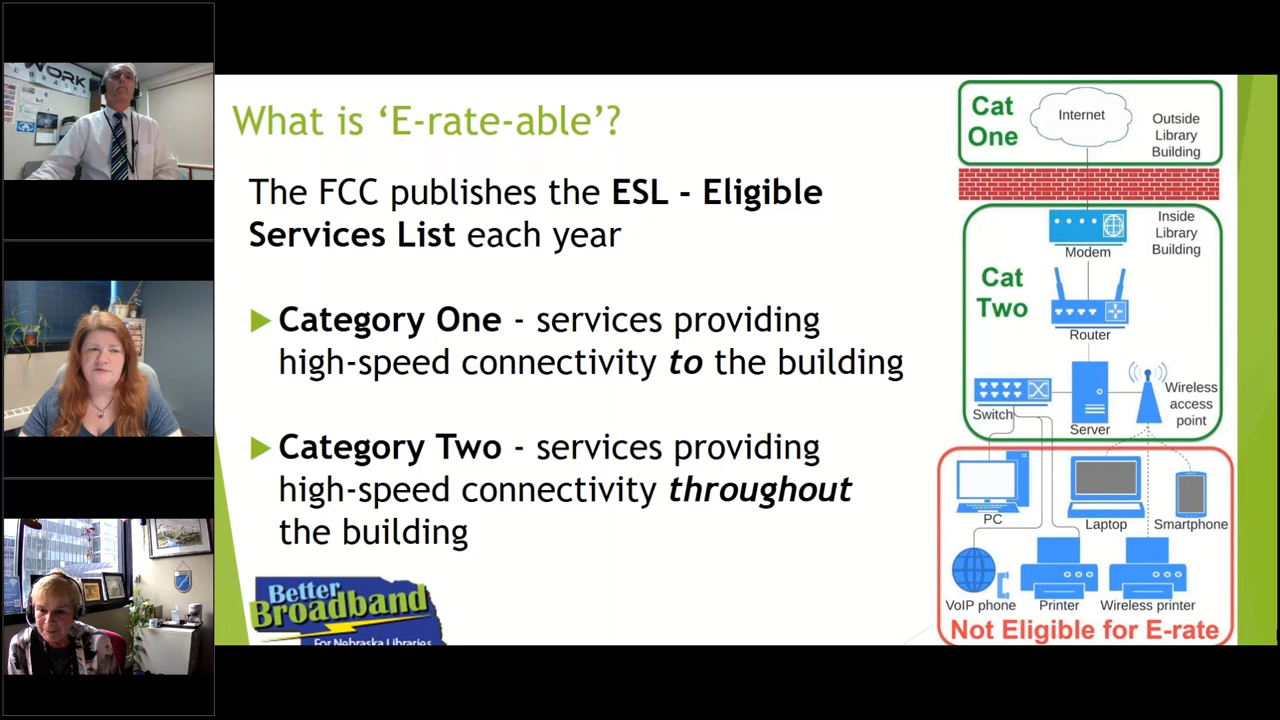 WORK
What is ‘E-rate-able’?
The FCC publishes the ESL - Eligible
Services List each year
Category One - services providing
high-speed connectivity to the building
Category Two - services providing
high-speed connectivity throughout
the building
Better
Broadband
For Nebraska Libraries
Cat
One
Internet
Outside
Library
Building
Cat
Two
Inside
Library
Building
Modem
Router
Switch
Server
Wireless
access
point
PC
Laptop
Smartphone
VoIP phone
Printer
Wireless printer
Not Eligible for E-rate